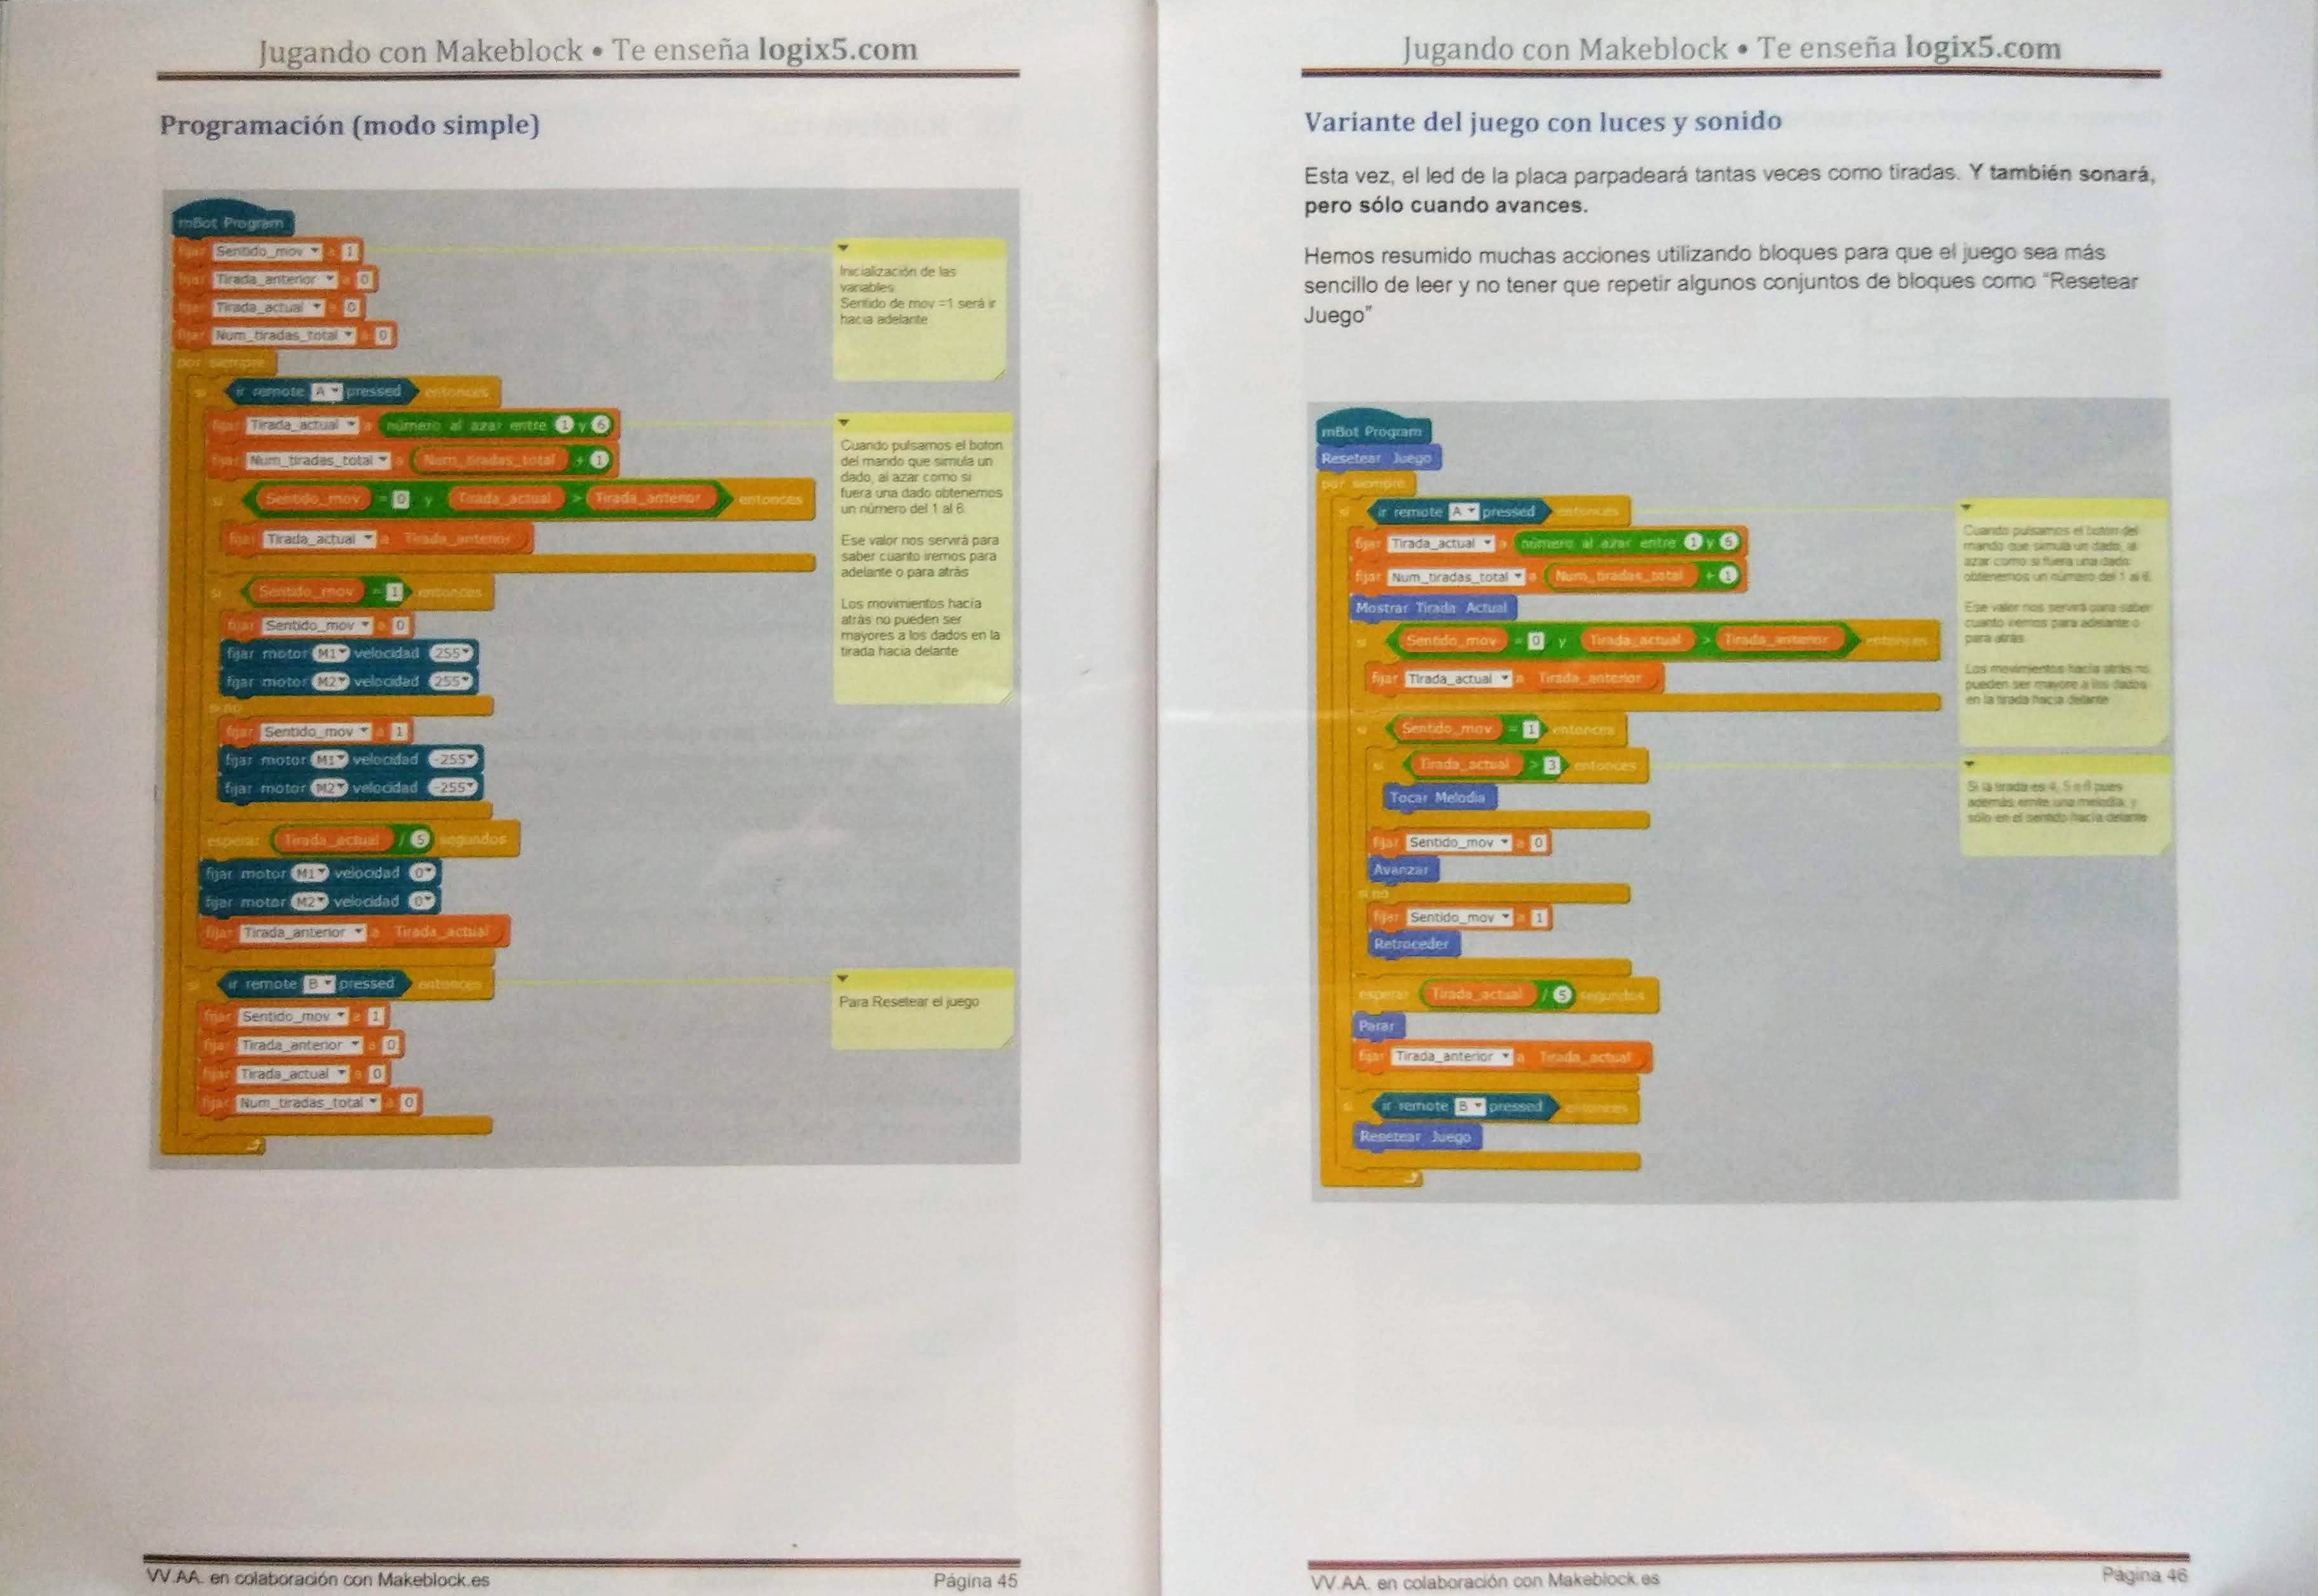 Jugando con Makeblock • Te enseña logix5.com
Programación (modo simple)
mBot Program
fijar Sentido_mov a 1
fijar Tirada_anterior a 0
fijar Tirada_actual a 0
fijar Num_tiradas_total a 0
por siempre
si ir remote A pressed entonces
fijar Tirada_actual a número al azar entre 1 y 6
fijar Num_tiradas_total a Num_tiradas_total + 1
si Sentido_mov = 0 y Tirada_actual > Tirada_anterior entonces
fijar Tirada_actual a Tirada_anterior
si Sentido_mov = 1 entonces
fijar Sentido_mov a 0
fijar motor M1 velocidad 255
fijar motor M2 velocidad 255
si no
fijar Sentido_mov a 1
fijar motor M1 velocidad -255
fijar motor M2 velocidad -255
esperar Tirada_actual / 5 segundos
fijar motor M1 velocidad 0
fijar motor M2 velocidad 0
fijar Tirada_anterior a Tirada_actual
si ir remote B pressed entonces
fijar Sentido_mov a 1
fijar Tirada_anterior a 0
fijar Tirada_actual a 0
fijar Num_tiradas_total a 0
Inicialización de las
variables
Sentido de mov =1 será ir
hacia adelante
Cuando pulsamos el boton
del mando que simula un
dado, al azar como si
fuera una dado obtenemos
un número del 1 al 6
Ese valor nos servirá para
saber cuanto iremos para
adelante o para atrás
Los movimientos hacia
atrás no pueden ser
mayores a los dados en la
tirada hacia delante
Para Resetear el juego
VV.AA. en colaboración con Makeblock.es
Página 45
Jugando con Makeblock • Te enseña logix5.com
Variante del juego con luces y sonido
Esta vez, el led de la placa parpadeará tantas veces como tiradas. Y también sonará,
pero sólo cuando avances.
Hemos resumido muchas acciones utilizando bloques para que el juego sea más
sencillo de leer y no tener que repetir algunos conjuntos de bloques como "Resetear
Juego"
mBot Program
Resetear Juego
por siempre
si ir remote A pressed entonces
fijar Tirada_actual a número al azar entre 1 y 6
fijar Num_tiradas_total a Num_tiradas_total + 1
Mostrar Tirada Actual
si Sentido_mov = 0 y Tirada_actual > Tirada_anterior entonces
fijar Tirada_actual a Tirada_anterior
si Sentido_mov = 1 entonces
si Tirada_actual > 3 entonces
Tocar Melodia
fijar Sentido_mov a 0
Avanzar
si no
fijar Sentido_mov a 1
Retroceder
esperar Tirada_actual / 5 segundos
Parar
fijar Tirada_anterior a Tirada_actual
si ir remote B pressed entonces
Resetear Juego
Cuando pulsamos el boton del
mando que simula un dado, al
azar como si fuera una dado
obtenemos un número del 1 al 6.
Ese valor nos servirá para saber
cuanto iremos para adelante o
para atrás
Los movimientos hacia atrás no
pueden ser mayore a los dados
en la tirada hacia delante
Si la tirada es 4, 5 o 6 pues
además emite una melodía, y
sólo en el sentido hacia delante
VV.AA. en colaboración con Makeblock.es
Página 46